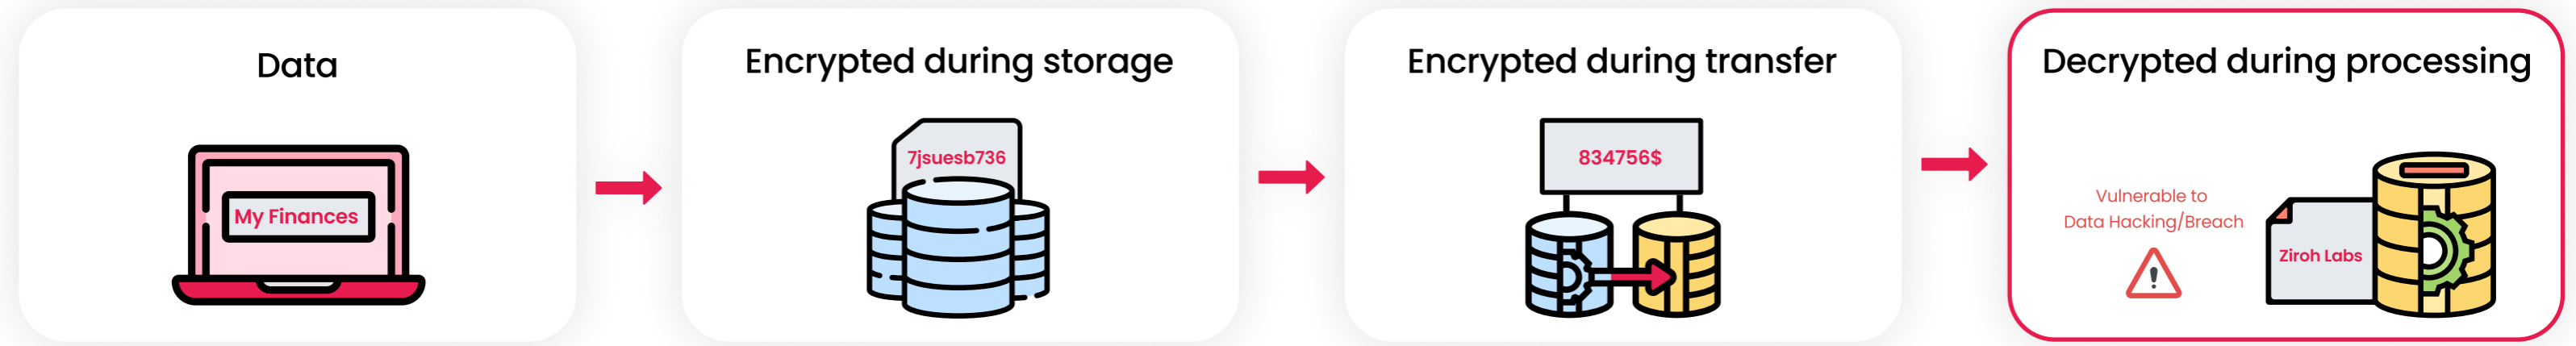 Data
My Finances
Encrypted during storage
7jsuesb736
Encrypted during transfer
834756$
Decrypted during processing
Vulnerable to
Data Hacking/Breach
Ziroh Labs